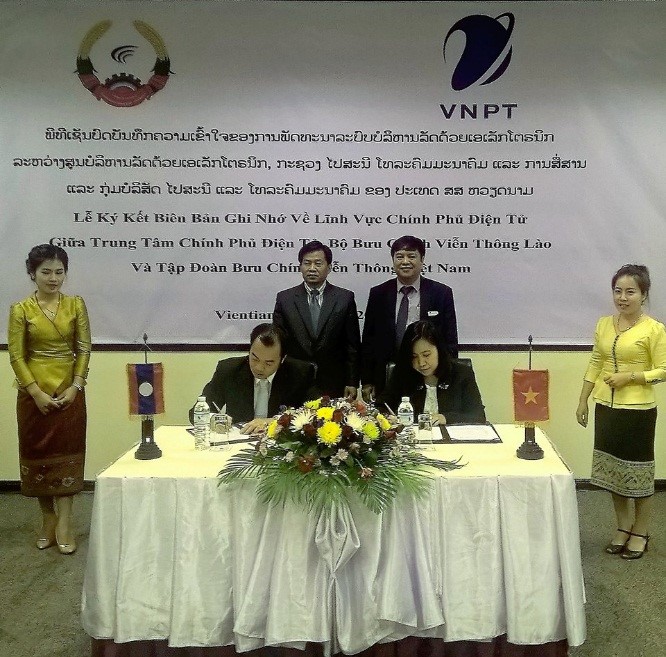 VNPT
ພິທີເຊັນບົດບັນທຶກຄວາມເຂົ້າໃຈຂອງການພັດທະນາລະບົບບໍລິຫານລັດດ້ວຍເອເລັກໂຕຣນິກ
ລະຫວ່າງສູນບໍລິຫານລັດດ້ວຍເອເລັກໂຕຣນິກ, ກະຊວງ ໄປສະນີ ໂທລະຄົມມະນາຄົມ ແລະ ການສື່ສານ
ແລະ ກຸ່ມບໍລິສັດ ໄປສະນີ ແລະ ໂທລະຄົມມະນາຄົມ ຂອງ ປະເທດ ສສ ຫວຽດນາມ
Lễ Ký Kết Biên Bản Ghi Nhớ Về Lĩnh Vực Chính Phủ Điện Tử
Giữa Trung Tâm Chính Phủ Điện Bộ Bưu Viễn Thông Lào
Và Tập Đoàn Bưu Nam